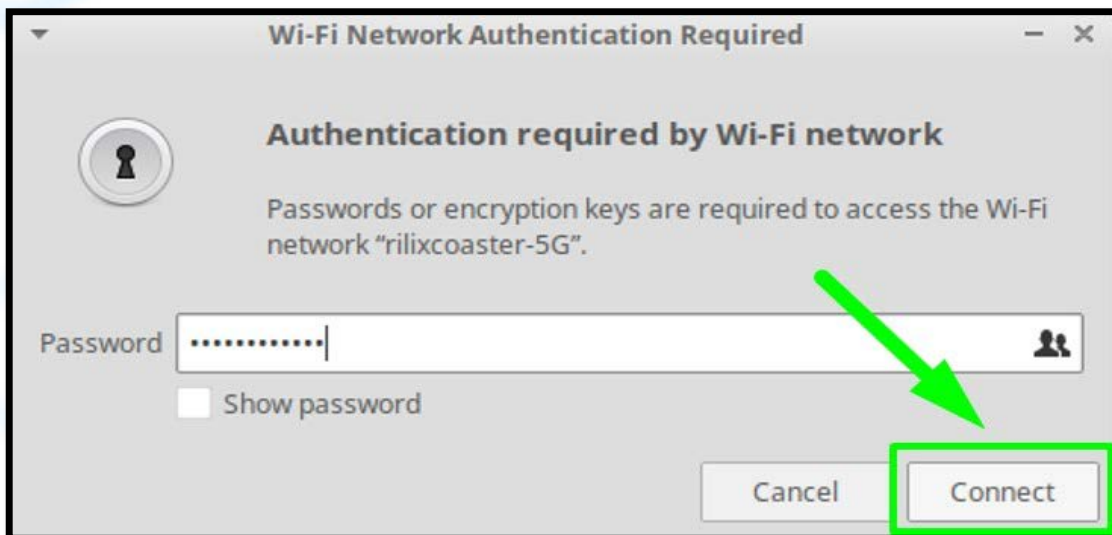 Wi-Fi Network Authentication Required
Authentication required by Wi-Fi network
Passwords or encryption keys are required to access the Wi-Fi
network “rilixcoaster-5G”.
Password ••••••••••••
Show password
Cancel Connect